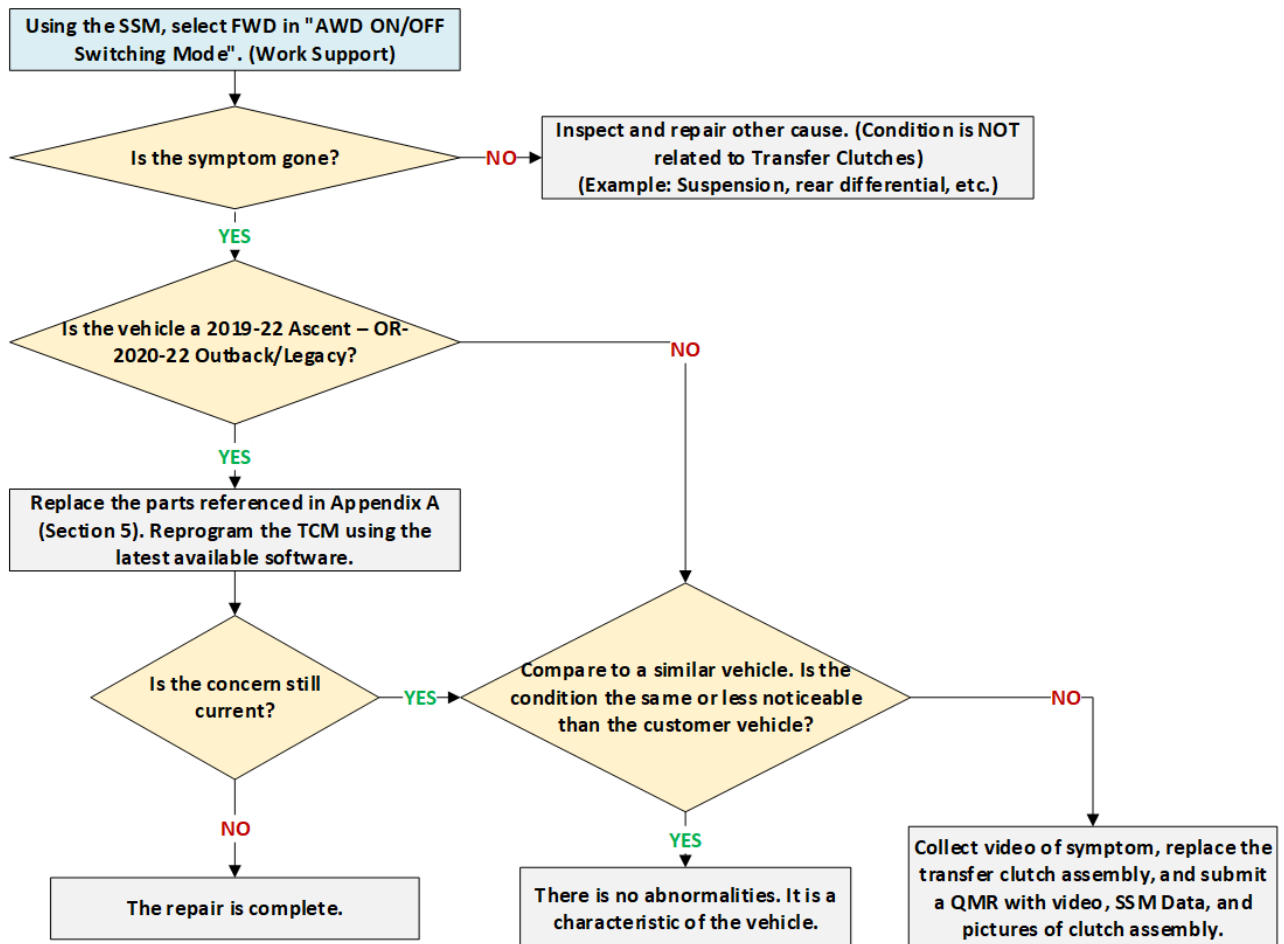 Using the SSM, select FWD in "AWD ON/OFF
Switching Mode". (Work Support)
Is the symptom gone?
NO
Inspect and repair other cause. (Condition is NOT
related to Transfer Clutches)
(Example: Suspension, rear differential, etc.)
YES
Is the vehicle a 2019-22 Ascent – OR-
2020-22 Outback/Legacy?
NO
YES
Replace the parts referenced in Appendix A
(Section 5). Reprogram the TCM using the
latest available software.
Is the concern still
current?
YES
Compare to a similar vehicle. Is the
condition the same or less noticeable
than the customer vehicle?
NO
NO
YES
The repair is complete.
There is no abnormalities. It is a
characteristic of the vehicle.
Collect video of symptom, replace the
transfer clutch assembly, and submit
a QMR with video, SSM Data, and
pictures of clutch assembly.